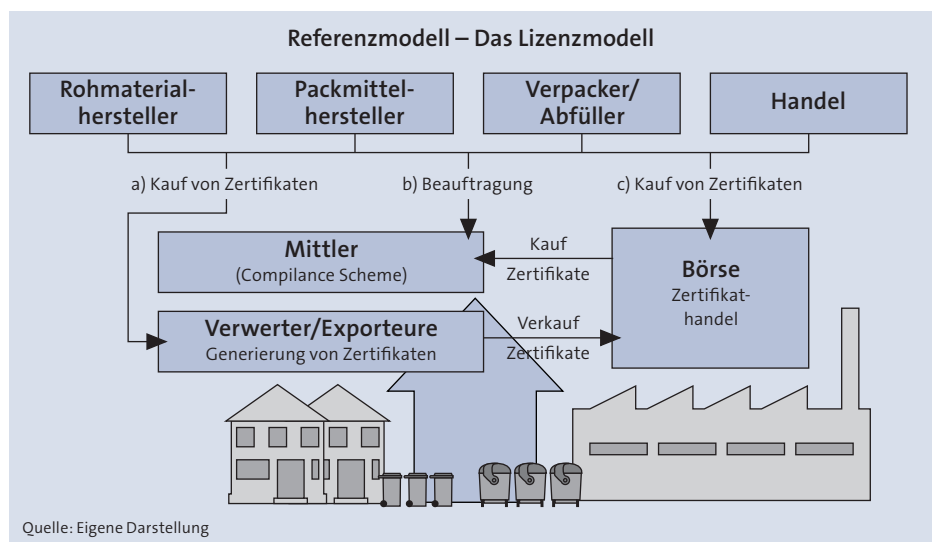 Referenzmodell – Das Lizenzmodell
Rohmaterial-
hersteller
Packmittel-
hersteller
Verpacker/
Abfüller
Handel
a) Kauf von Zertifikaten
b) Beauftragung
c) Kauf von Zertifikaten
Mittler
(Compilance Scheme)
Kauf
Zertifikate
Börse
Zertifikat-
handel
Verwerter/Exporteure
Generierung von Zertifikaten
Verkauf
Zertifikate
Quelle: Eigene Darstellung